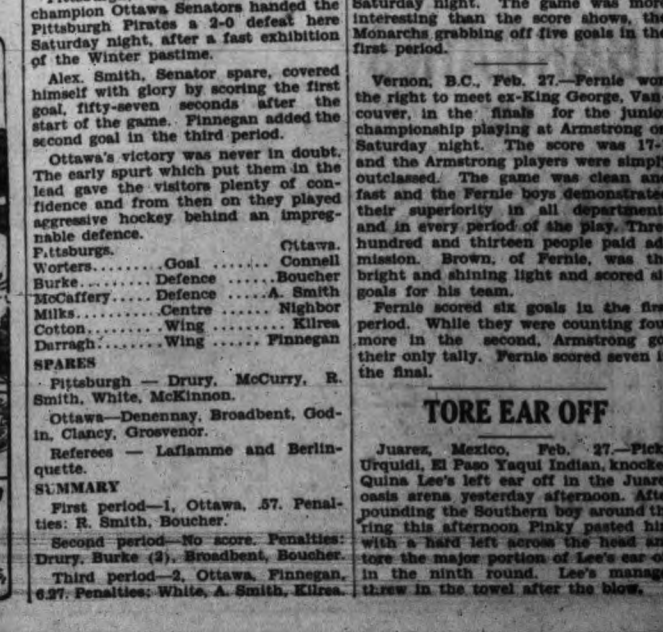 champion Ottawa Senators handed the
Pittsburgh Pirates a 2-0 defeat here
Saturday night, after a fast exhibition
of the Winter pastime.
Alex. Smith, Senator spare, covered
himself with glory by scoring the first
goal, fifty-seven seconds after the
start of the game. Finnegan added the
second goal in the third period.
Ottawa's victory was never in doubt.
The early spurt which put them in the
lead gave the visitors plenty of con-
fidence and from then on they played
aggressive hockey behind an impreg-
nable defence.
Pittsburgs. Ottawa.
Worters........Goal ....... Connell
Burke........ Defence .......Boucher
McCaffery..... Defence .....A. Smith
Milks..........Centre ...... Nighbor
Cotton......... Wing ....... Kilrea
Darragh........ Wing ..... Finnegan
SPARES
Pittsburgh — Drury, McCurry, R.
Smith, White, McKinnon.
Ottawa—Denennay, Broadbent, God-
in, Clancy, Grosvenor.
Referees — Laflamme and Berlin-
quette.
SUMMARY
First period—1, Ottawa, .57. Penal-
ties: R. Smith, Boucher.
Second period—No score. Penalties:
Drury, Burke (2), Broadbent, Boucher.
Third period—2, Ottawa, Finnegan,
6.27. Penalties: White, A. Smith, Kilrea.
Saturday night. The game was more
interesting than the score shows, the
Monarchs grabbing off five goals in the
first period.
Vernon, B.C., Feb. 27.—Fernie won
the right to meet ex-King George, Van
couver, in the finals for the junio
championship playing at Armstrong o
Saturday night. The score was 17-
and the Armstrong players were simpl
outclassed. The game was clean an
fast and the Fernie boys demonstrate
their superiority in all department
and in every period of the play. Thre
hundred and thirteen people paid ad
mission. Brown, of Fernie, was th
bright and shining light and scored si
goals for his team.
Fernie scored six goals in the firs
period. While they were counting fou
more in the second, Armstrong go
their only tally. Fernie scored seven i
the final.
TORE EAR OFF
Juarez, Mexico, Feb. 27.—Pick
Urquidi, El Paso Yaqui Indian, knocke
Quina Lee's left ear off in the Juare
oasis arena yesterday afternoon. Afte
pounding the Southern boy around th
ring this afternoon Pinky pasted hi
with a hard left across the head an
tore the major portion of Lee's ear o
in the ninth round. Lee's manag
threw in the towel after the blow.